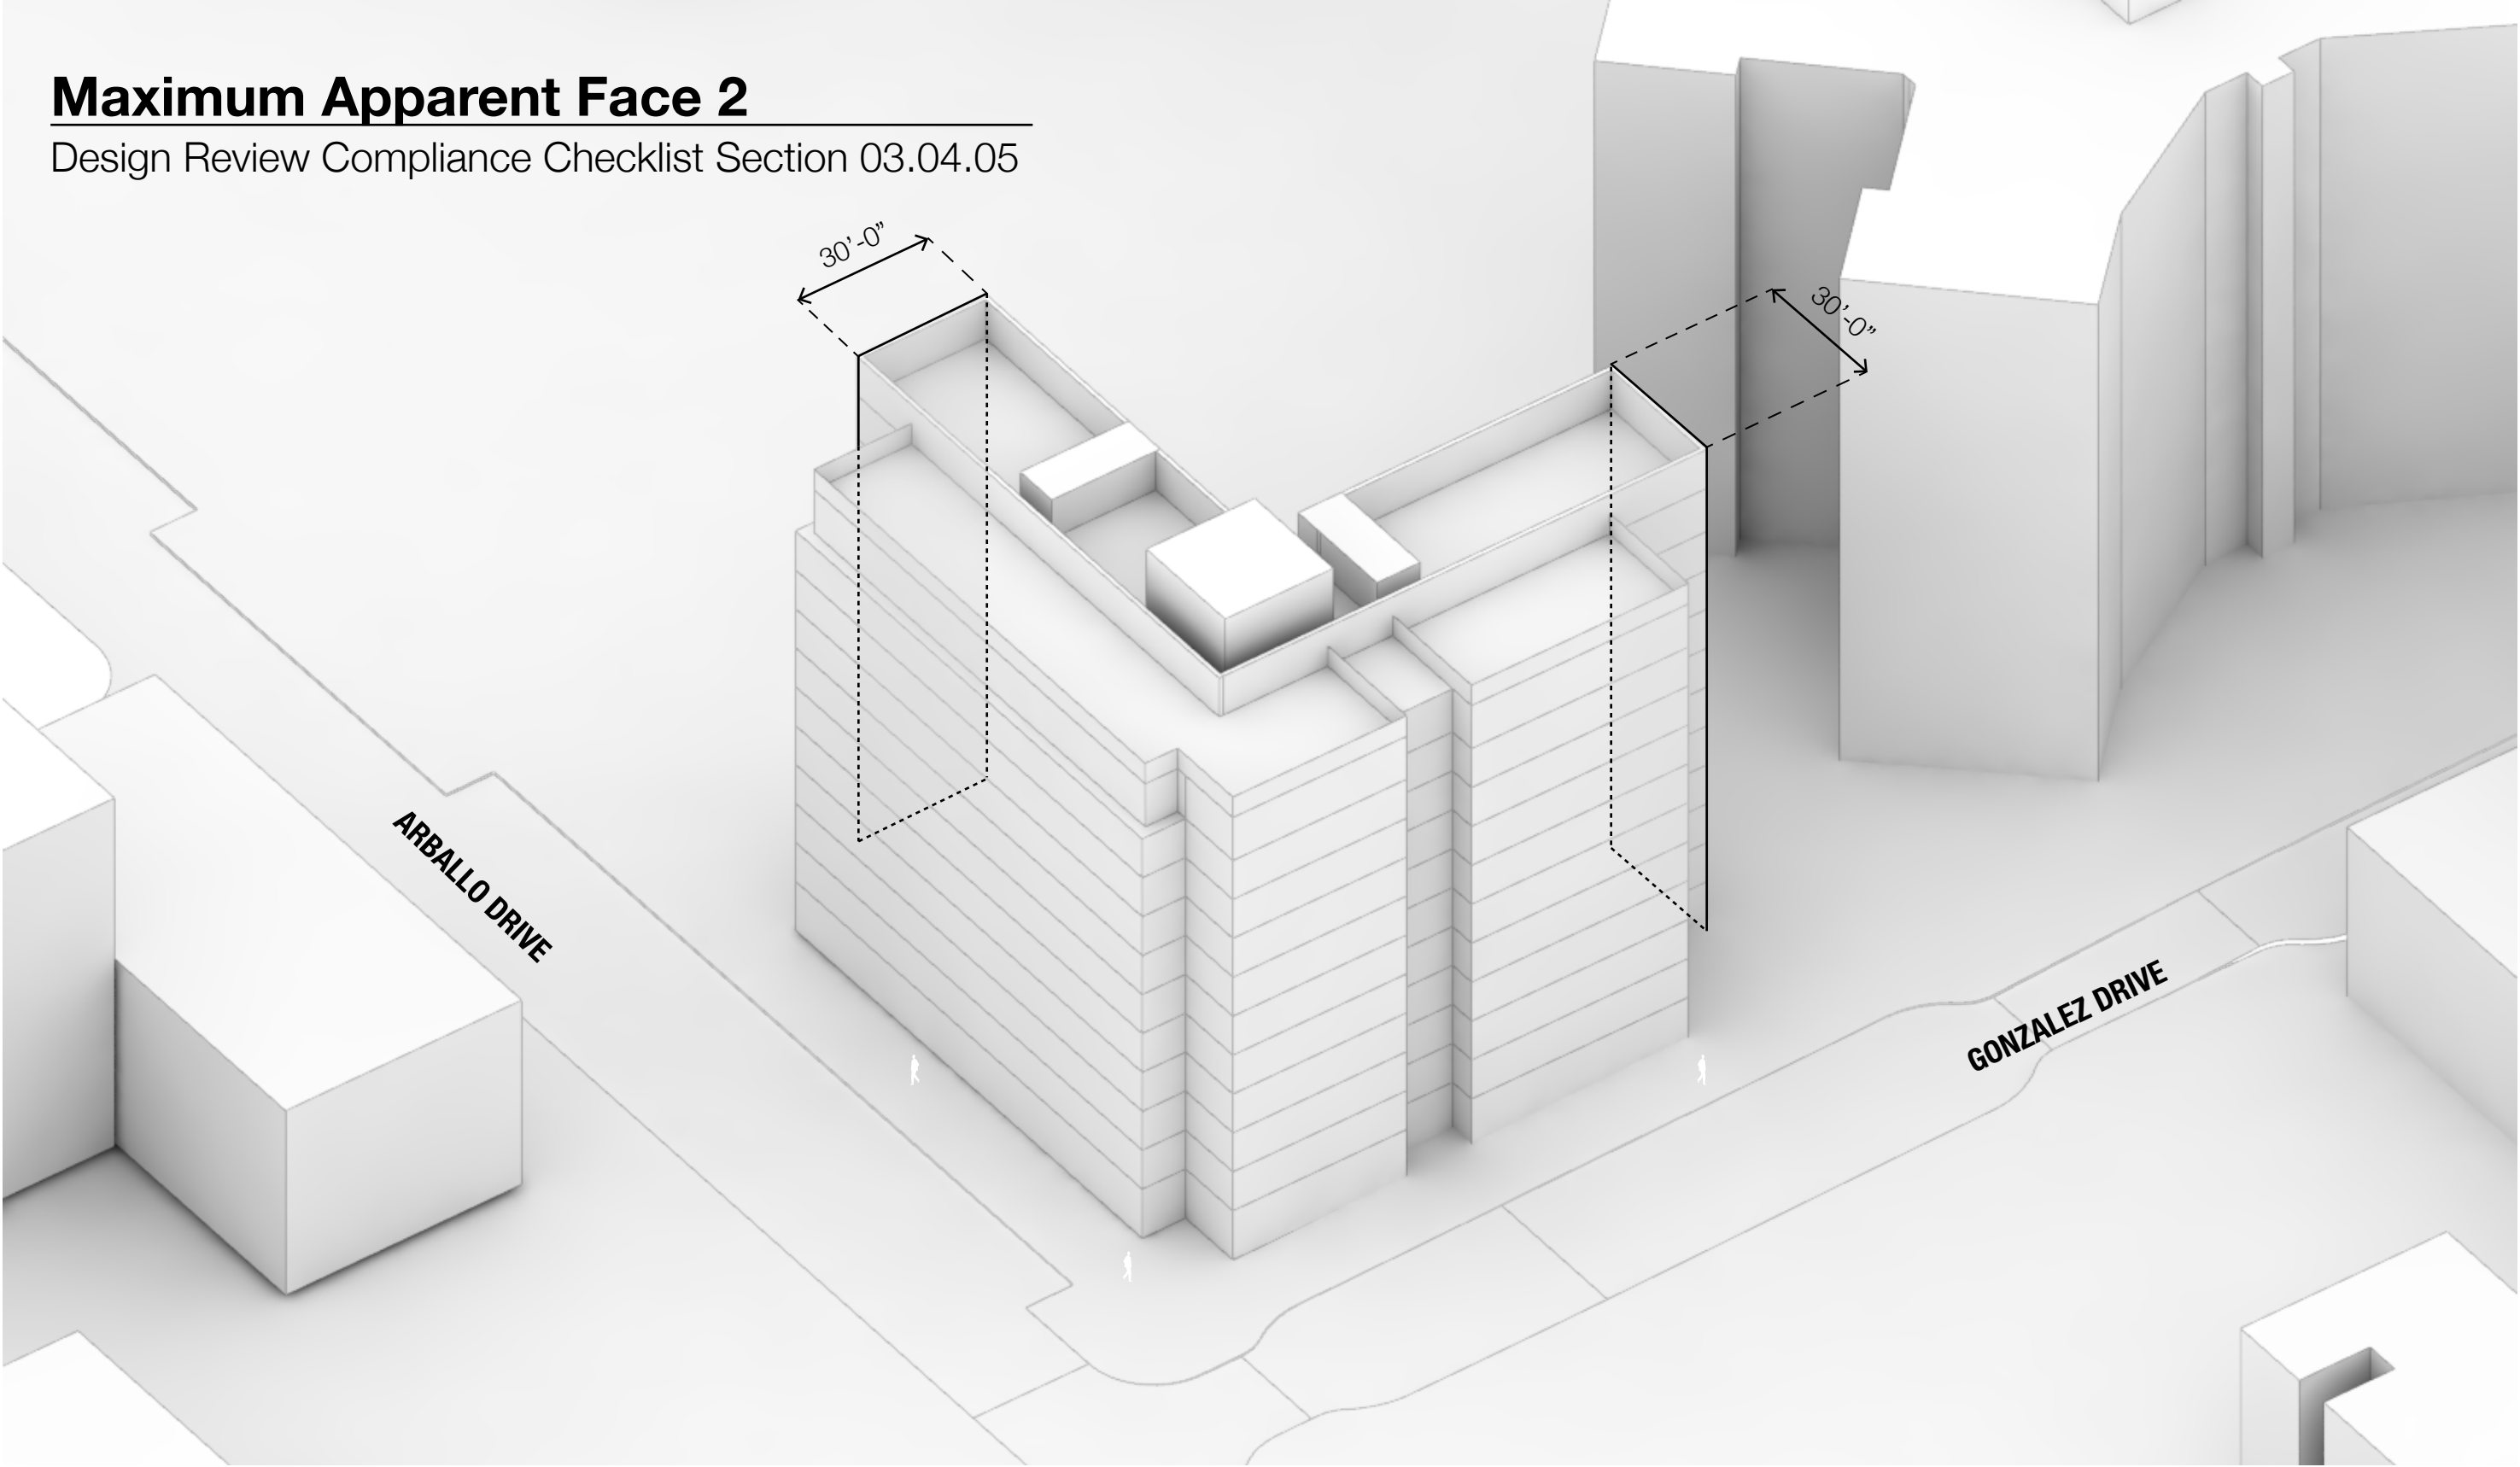 Maximum Apparent Face 2
Design Review Compliance Checklist Section 03.04.05
30'-0”
30'-0”
ARBALLO DRIVE
GONZALEZ DRIVE